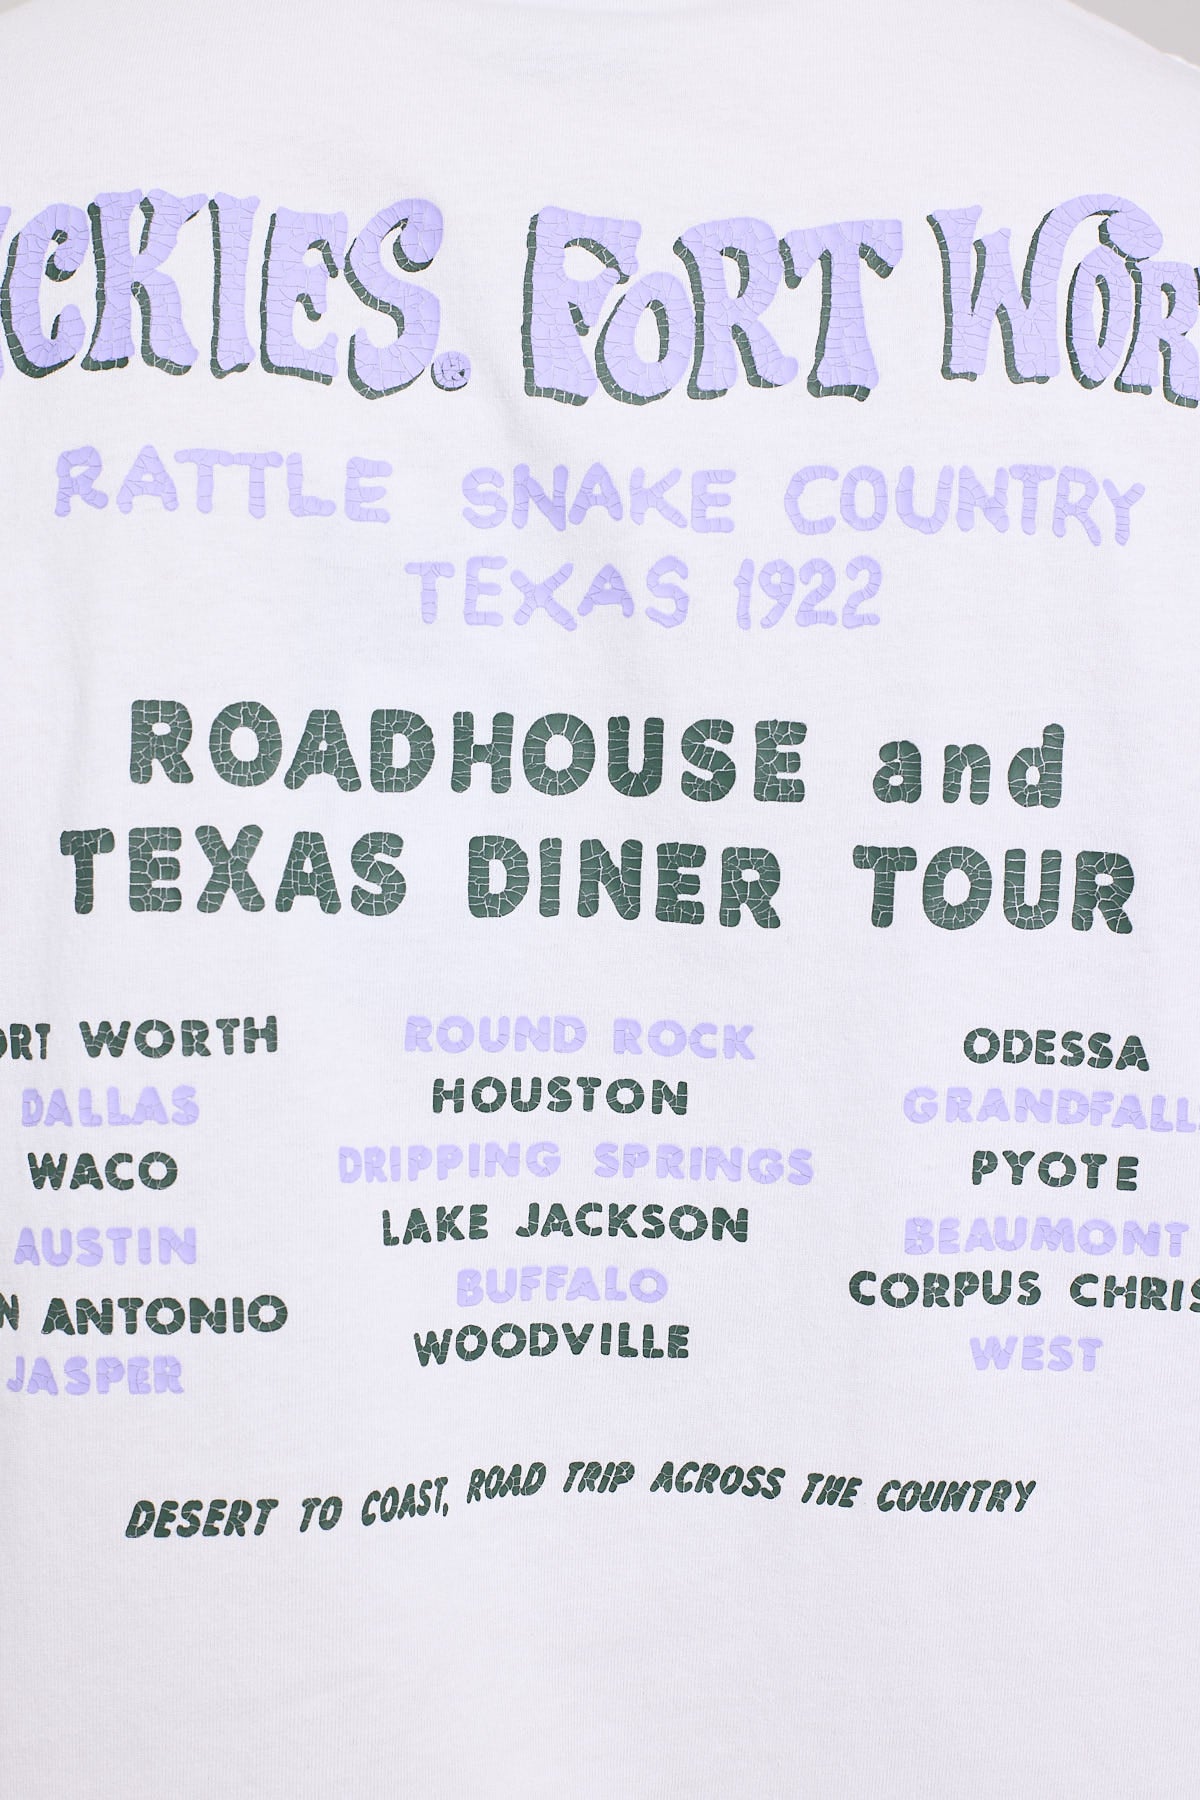 ICKIES. FORT WOR
RATTLE SNAKE COUNTRY
TEXAS 1922
ROADHOUSE and
TEXAS DINER TOUR
ORT WORTH
DALLAS
WACO
AUSTIN
N ANTONIO
JASPER
ROUND ROCK
HOUSTON
DRIPPING SPRINGS
LAKE JACKSON
BUFFALO
WOODVILLE
ODESSA
GRANDFALL
PYOTE
BEAUMONT
CORPUS CHRIS
WEST
DESERT TO COAST, ROAD TRIP ACROSS THE COUNTRY